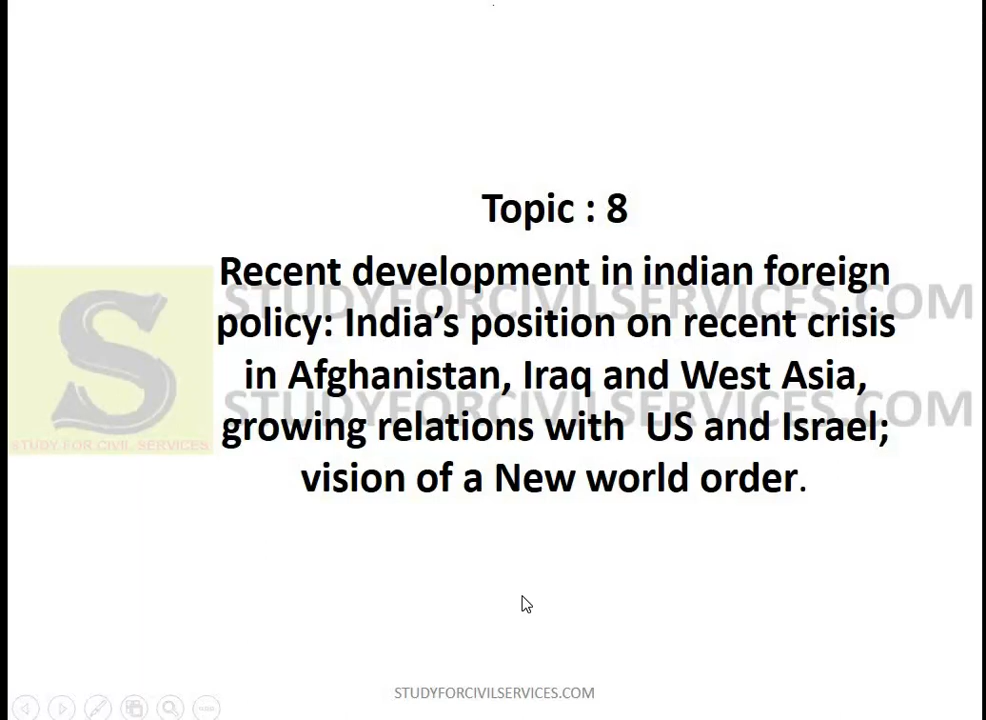 Topic : 8
Recent development in indian foreign
policy: India's position on recent crisis
in Afghanistan, Iraq and West Asia,
growing relations with US and Israel;
vision of a New world order.
STUDYFORCIVILSERVICES.COM
STUDYFORCIVILSERVICES.COM
S
STUDY FOR CIVIL SERVICES
STUDYFORCIVILSERVICES.COM